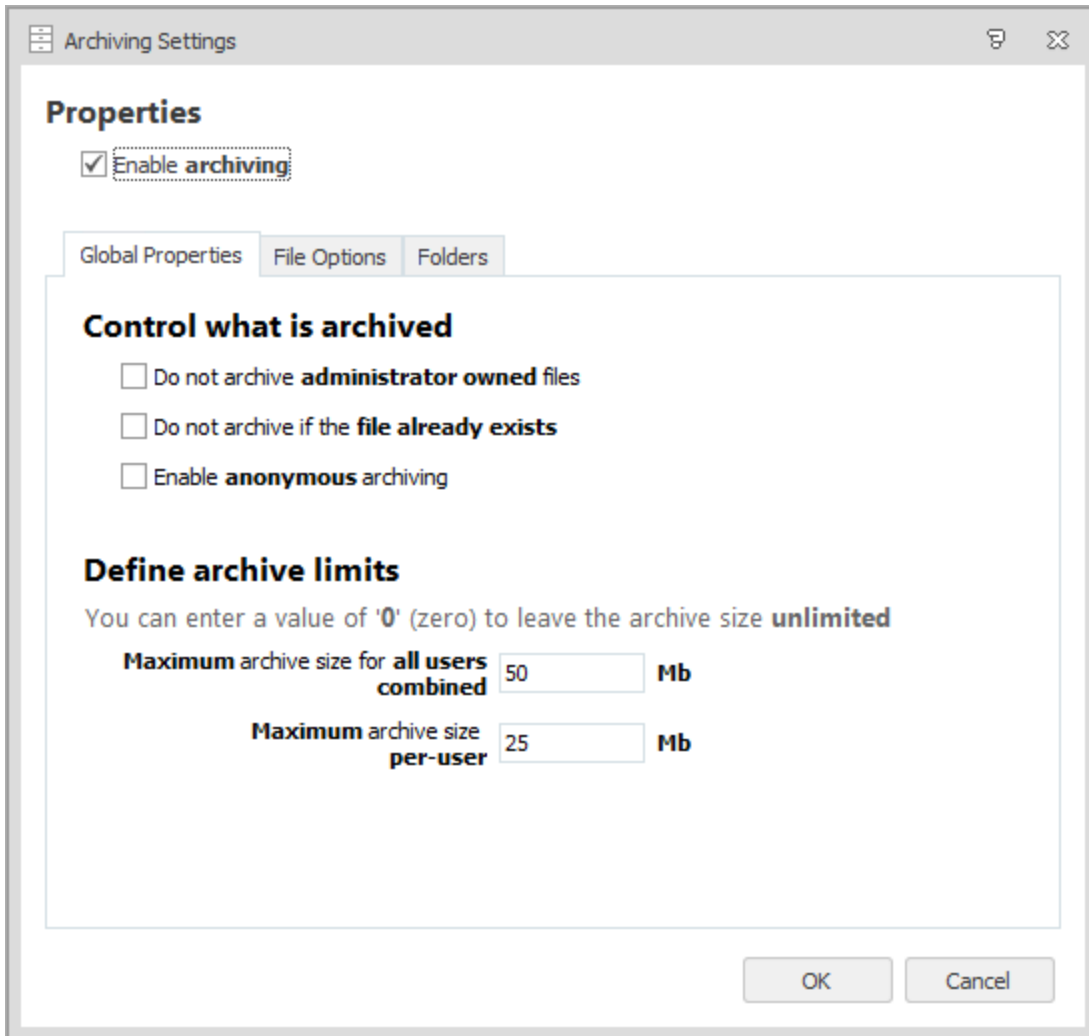 Archiving Settings
Properties
Enable archiving
Global Properties
File Options
Folders
Control what is archived
Do not archive administrator owned files
Do not archive if the file already exists
Enable anonymous archiving
Define archive limits
You can enter a value of '0' (zero) to leave the archive size unlimited
Maximum archive size for all users
combined
50
Mb
Maximum archive size
per-user
25
Mb
OK
Cancel